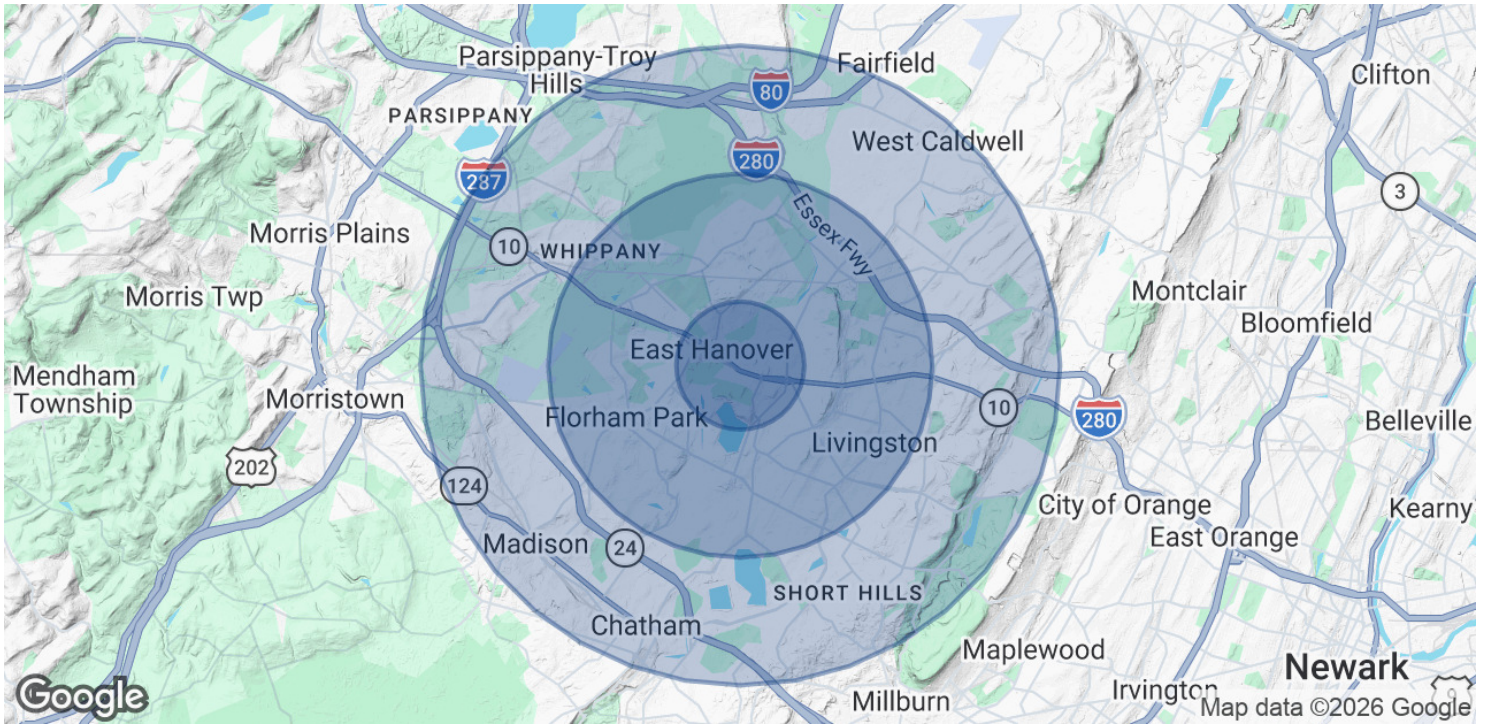 Parsippany-Troy
Hills
Fairfield
Clifton
80
PARSIPPANY
West Caldwell
280
287
3
Essex Fwy
Morris Plains
10
WHIPPANY
Morris Twp
Montclair
Bloomfield
East Hanover
Mendham
Township
Morristown
10
280
Florham Park
Belleville
Livingston
202
124
City of Orange
Kearny
East Orange
Madison
24
SHORT HILLS
Chatham
Maplewood
Newark
Google
Millburn
Irvington
9
Map data ©2026 Google